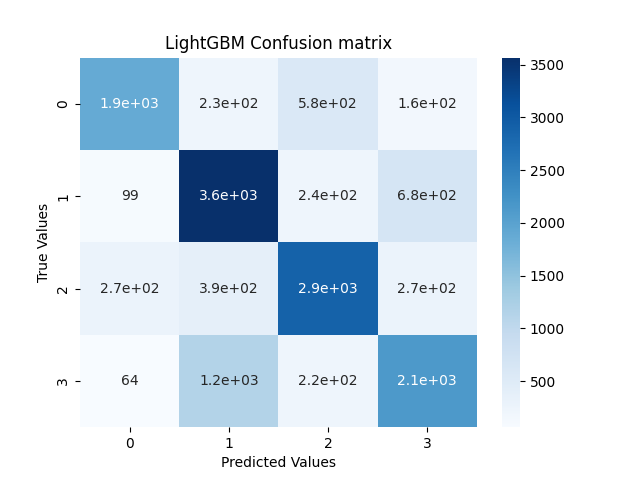 LightGBM Confusion matrix
0 1.9e+03 2.3e+02 5.8e+02 1.6e+02
1 99 3.6e+03 2.4e+02 6.8e+02
2 2.7e+02 3.9e+02 2.9e+03 2.7e+02
3 64 1.2e+03 2.2e+02 2.1e+03
0 1 2 3
Predicted Values
True Values
3500
3000
2500
2000
1500
1000
500